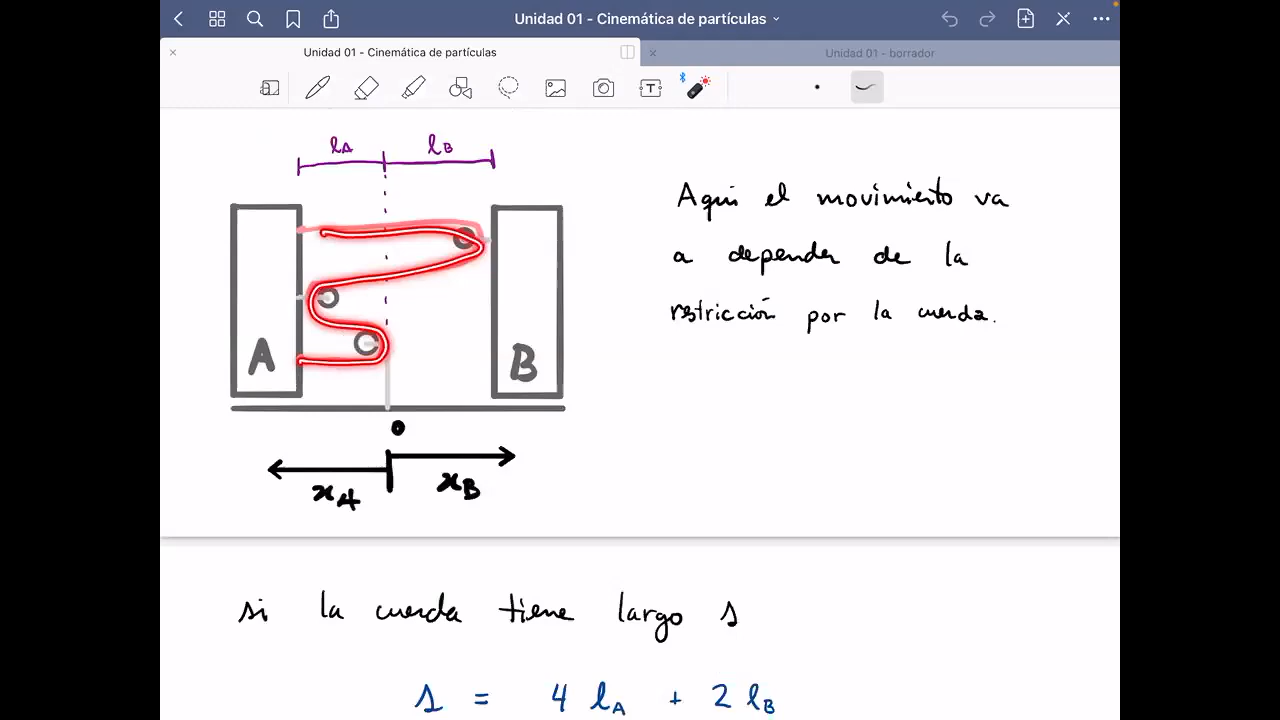 Unidad 01 - Cinemática de partículas
Unidad 01 - Cinemática de partículas
Unidad 01 - borrador
T
lA lB
Aquí el movimiento va
a depender de la
restricción por la cuerda.
A
B
O
xA
xB
si la cuerda tiene largo s
s = 4 lA + 2 lB